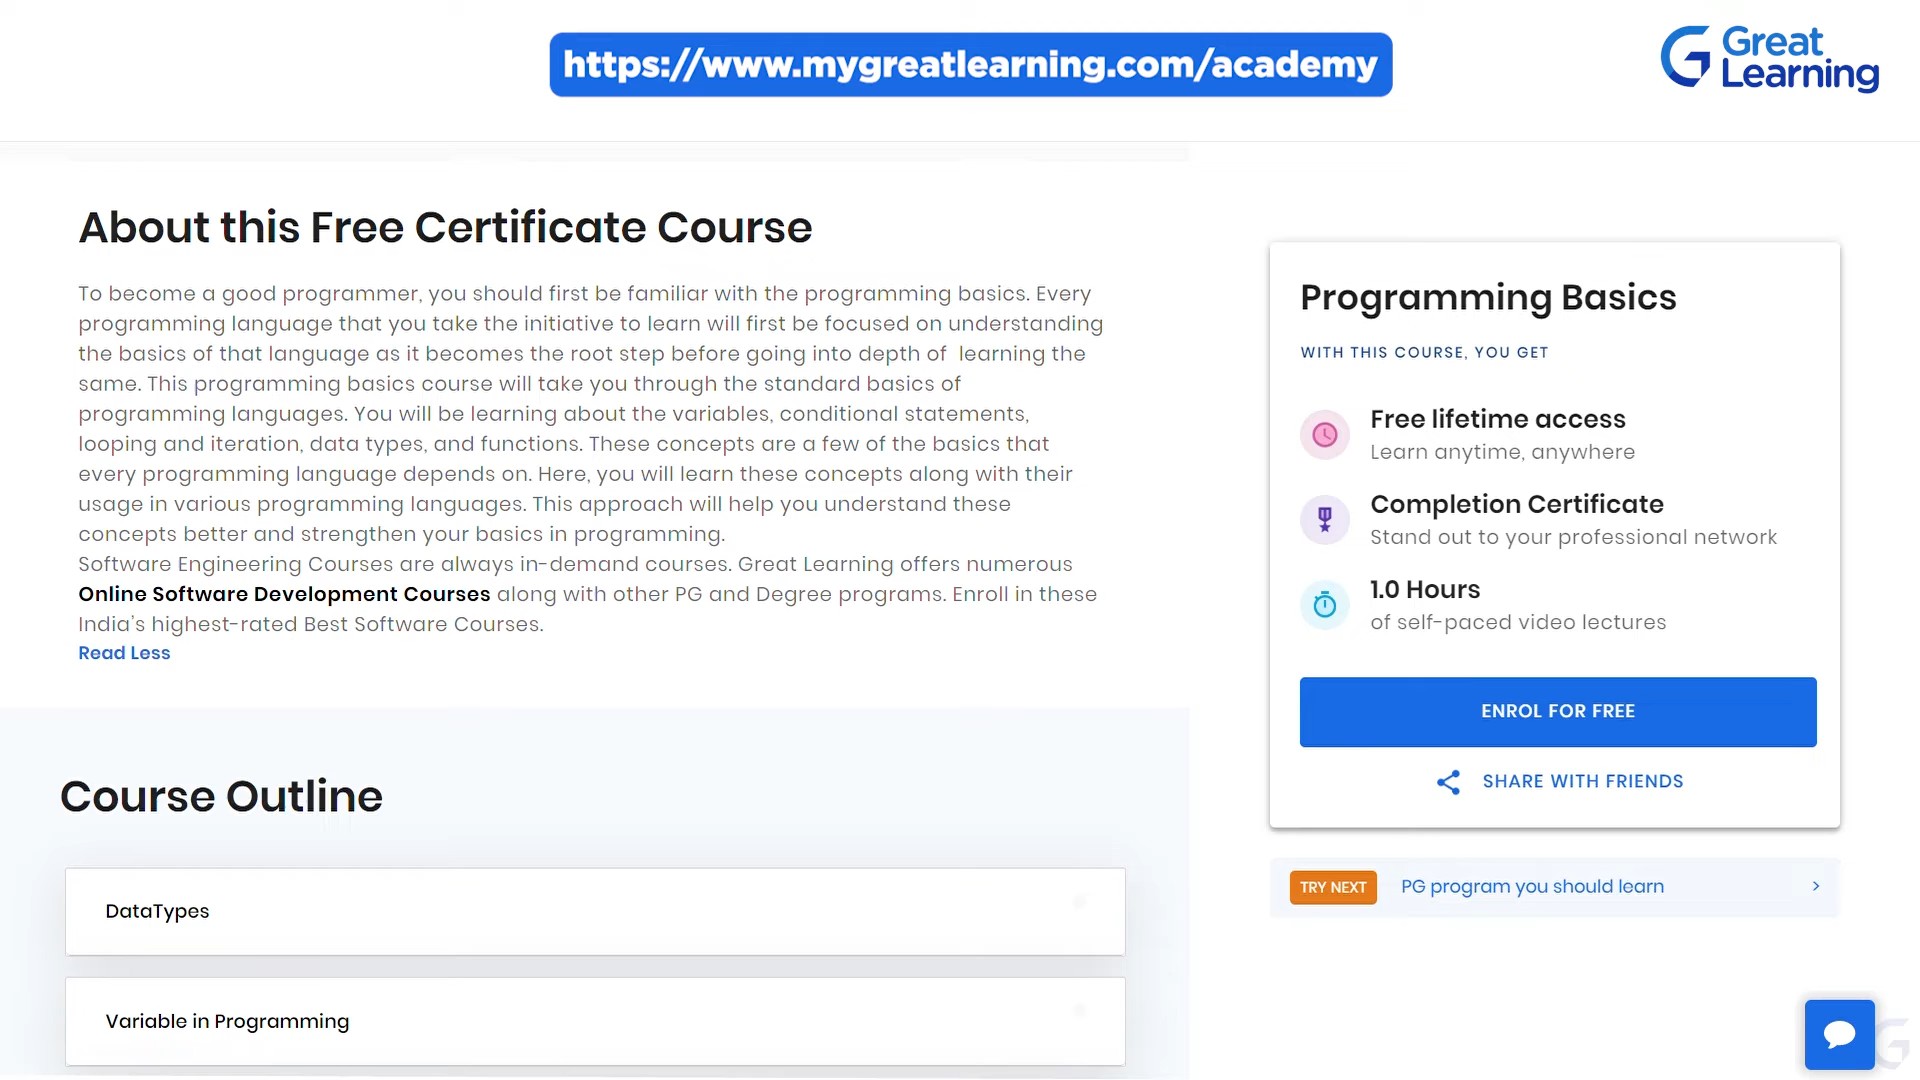 https://www.mygreatlearning.com/academy
Great
Learning
About this Free Certificate Course
To become a good programmer, you should first be familiar with the programming basics. Every
programming language that you take the initiative to learn will first be focused on understanding
the basics of that language as it becomes the root step before going into depth of learning the
same. This programming basics course will take you through the standard basics of
programming languages. You will be learning about the variables, conditional statements,
looping and iteration, data types, and functions. These concepts are a few of the basics that
every programming language depends on. Here, you will learn these concepts along with their
usage in various programming languages. This approach will help you understand these
concepts better and strengthen your basics in programming.
Software Engineering Courses are always in-demand courses. Great Learning offers numerous
Online Software Development Courses along with other PG and Degree programs. Enroll in these
India's highest-rated Best Software Courses.
Read Less
Course Outline
DataTypes
Variable in Programming
Programming Basics
WITH THIS COURSE, YOU GET
Free lifetime access
Learn anytime, anywhere
Completion Certificate
Stand out to your professional network
1.0 Hours
of self-paced video lectures
ENROL FOR FREE
SHARE WITH FRIENDS
TRY NEXT PG program you should learn